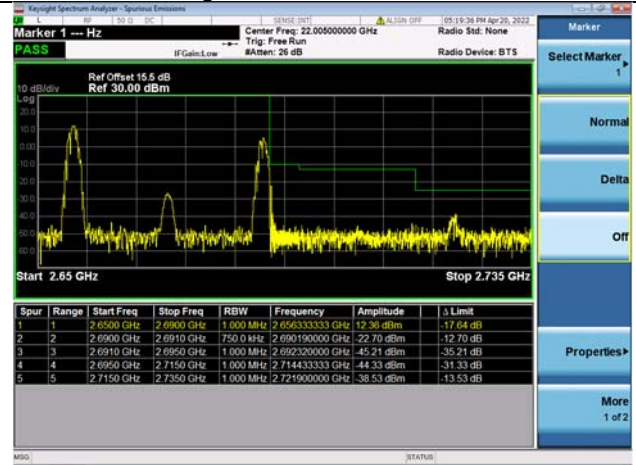 Keysight Spectrum Analyzer - Spurious Emissions
L RF 50 Ω DC SENSE:INT ALIGN OFF 05:19:36 PM Apr 20, 2022
Marker 1 --- Hz Center Freq: 22.005000000 GHz Radio Std: None
Trig: Free Run
PASS IFGain:Low #Atten: 26 dB Radio Device: BTS
Ref Offset 15.5 dB
10 dB/div Ref 30.00 dBm
Log
20.0
10.0
0.00
-10.0
-20.0
-30.0
-40.0
-50.0
-60.0
Start 2.65 GHz Stop 2.735 GHz
Spur Range Start Freq Stop Freq RBW Frequency Amplitude Δ Limit
1 1 2.6500 GHz 2.6900 GHz 1.000 MHz 2.656333333 GHz 12.36 dBm -17.64 dB
2 2 2.6900 GHz 2.6910 GHz 750.0 kHz 2.690190000 GHz -22.70 dBm -12.70 dB
3 3 2.6910 GHz 2.6950 GHz 1.000 MHz 2.692320000 GHz -45.21 dBm -35.21 dB
4 4 2.6950 GHz 2.7150 GHz 1.000 MHz 2.714433333 GHz -44.33 dBm -31.33 dB
5 5 2.7150 GHz 2.7350 GHz 1.000 MHz 2.721900000 GHz -38.53 dBm -13.53 dB
MSG STATUS
Marker
Select Marker
1
Normal
Delta
Off
Properties
More
1 of 2